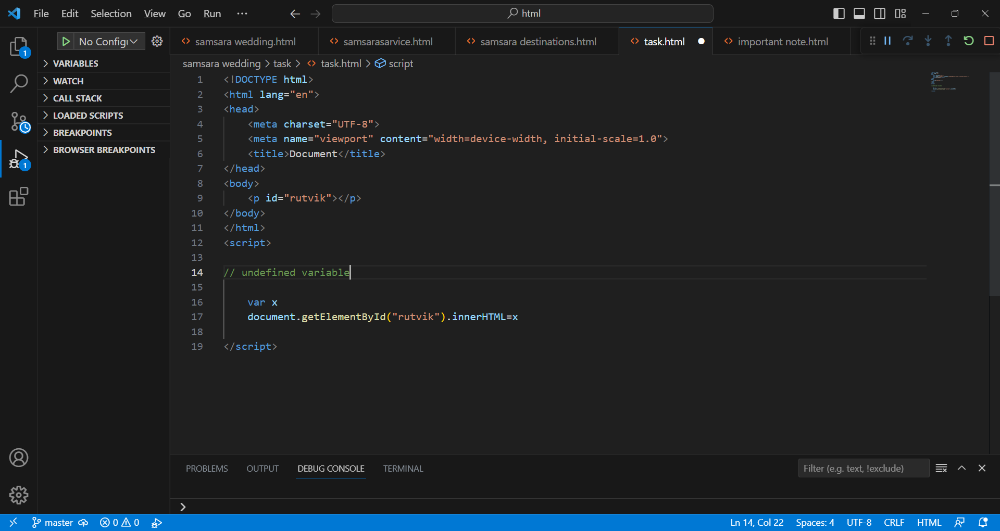 File Edit Selection View Go Run ··· html
No Config samsara wedding.html samsarasarvice.html samsara destinations.html task.html important note.html
samsara wedding > task > task.html > script
VARIABLES
WATCH
CALL STACK
LOADED SCRIPTS
BREAKPOINTS
BROWSER BREAKPOINTS
1
1
1 <!DOCTYPE html>
2 <html lang="en">
3 <head>
4     <meta charset="UTF-8">
5     <meta name="viewport" content="width=device-width, initial-scale=1.0">
6     <title>Document</title>
7 </head>
8 <body>
9     <p id="rutvik"></p>
10 </body>
11 </html>
12 <script>
13
14 // undefined variable
15
16     var x
17     document.getElementById("rutvik").innerHTML=x
18
19 </script>
PROBLEMS OUTPUT DEBUG CONSOLE TERMINAL Filter (e.g. text, !exclude)
master 0 0 Ln 14, Col 22 Spaces: 4 UTF-8 CRLF HTML